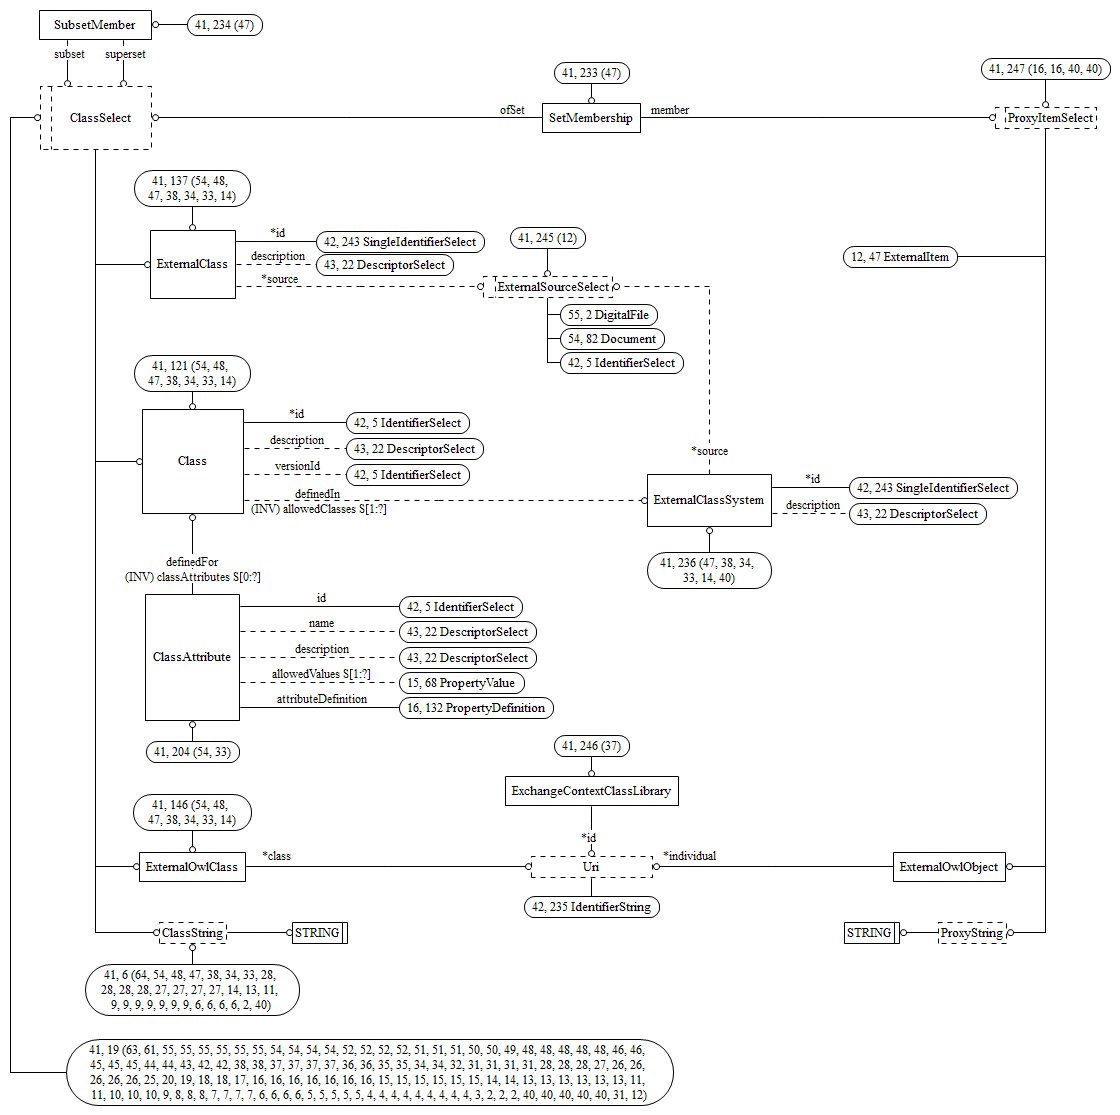 SubsetMember
41, 234 (47)
subset
superset
41, 233 (47)
41, 247 (16, 16, 40, 40)
ClassSelect
ofSet
SetMembership
member
ProxyItemSelect
41, 137 (54, 48,
47, 38, 34, 33, 14)
*id
42, 243 SingleIdentifierSelect
41, 245 (12)
ExternalClass
description
43, 22 DescriptorSelect
12, 47 ExternalItem
*source
ExternalSourceSelect
55, 2 DigitalFile
54, 82 Document
42, 5 IdentifierSelect
41, 121 (54, 48,
47, 38, 34, 33, 14)
*id
42, 5 IdentifierSelect
description
43, 22 DescriptorSelect
Class
versionId
42, 5 IdentifierSelect
definedIn
(INV) allowedClasses S[1:?]
*source
ExternalClassSystem
*id
42, 243 SingleIdentifierSelect
description
43, 22 DescriptorSelect
41, 236 (47, 38, 34,
33, 14, 40)
definedFor
(INV) classAttributes S[0:?]
id
42, 5 IdentifierSelect
name
43, 22 DescriptorSelect
ClassAttribute
description
43, 22 DescriptorSelect
allowedValues S[1:?]
15, 68 PropertyValue
attributeDefinition
16, 132 PropertyDefinition
41, 204 (54, 33)
41, 246 (37)
ExchangeContextClassLibrary
41, 146 (54, 48,
47, 38, 34, 33, 14)
*id
ExternalOwlClass
*class
Uri
*individual
ExternalOwlObject
42, 235 IdentifierString
ClassString
STRING
STRING
ProxyString
41, 6 (64, 54, 48, 47, 38, 34, 33, 28,
28, 28, 28, 27, 27, 27, 27, 14, 13, 11,
9, 9, 9, 9, 9, 9, 9, 6, 6, 6, 6, 2, 40)
41, 19 (63, 61, 55, 55, 55, 55, 55, 55, 54, 54, 54, 54, 52, 52, 52, 52, 51, 51, 51, 50, 50, 49, 48, 48, 48, 48, 48, 46, 46,
45, 45, 45, 44, 44, 43, 42, 42, 38, 38, 37, 37, 37, 37, 36, 36, 35, 35, 34, 34, 32, 31, 31, 31, 31, 28, 28, 28, 27, 26, 26,
26, 26, 26, 25, 20, 19, 18, 18, 17, 16, 16, 16, 16, 16, 16, 16, 16, 15, 15, 15, 15, 15, 15, 14, 14, 13, 13, 13, 13, 13, 13, 11,
11, 10, 10, 10, 9, 8, 8, 8, 7, 7, 7, 7, 6, 6, 6, 6, 5, 5, 5, 5, 5, 4, 4, 4, 4, 4, 4, 4, 4, 4, 3, 2, 2, 2, 40, 40, 40, 40, 40, 31, 12)